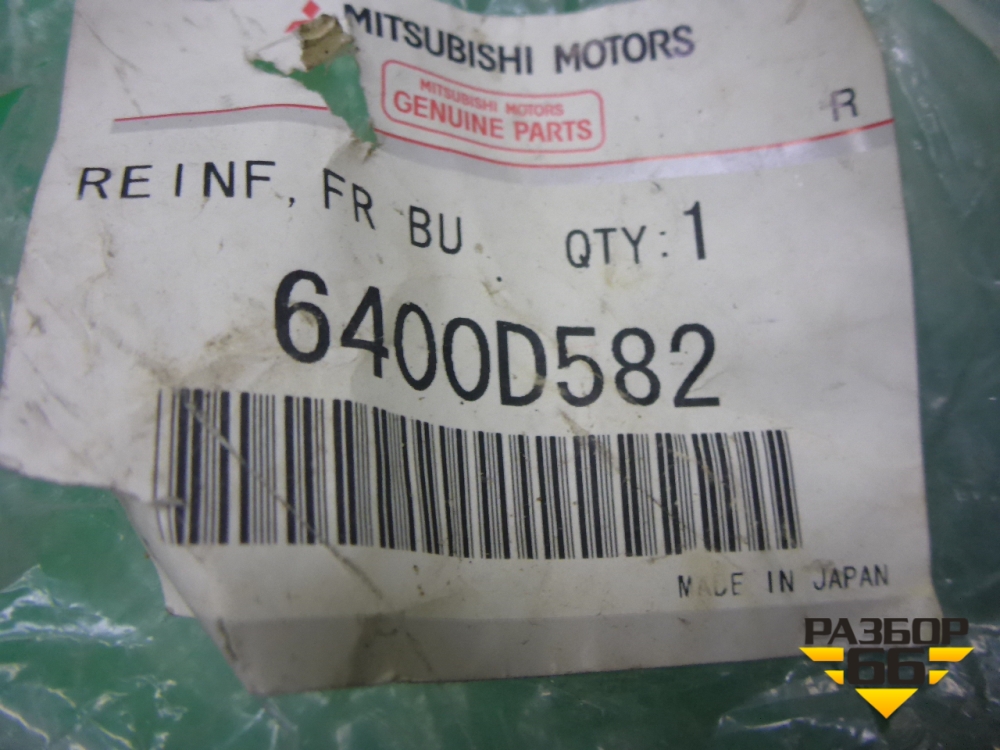 MITSUBISHI MOTORS
MITSUBISHI MOTORS
GENUINE PARTS
R
REINF, FR BU QTY:1
6400D582
MADE IN JAPAN
РАЗБОР
66